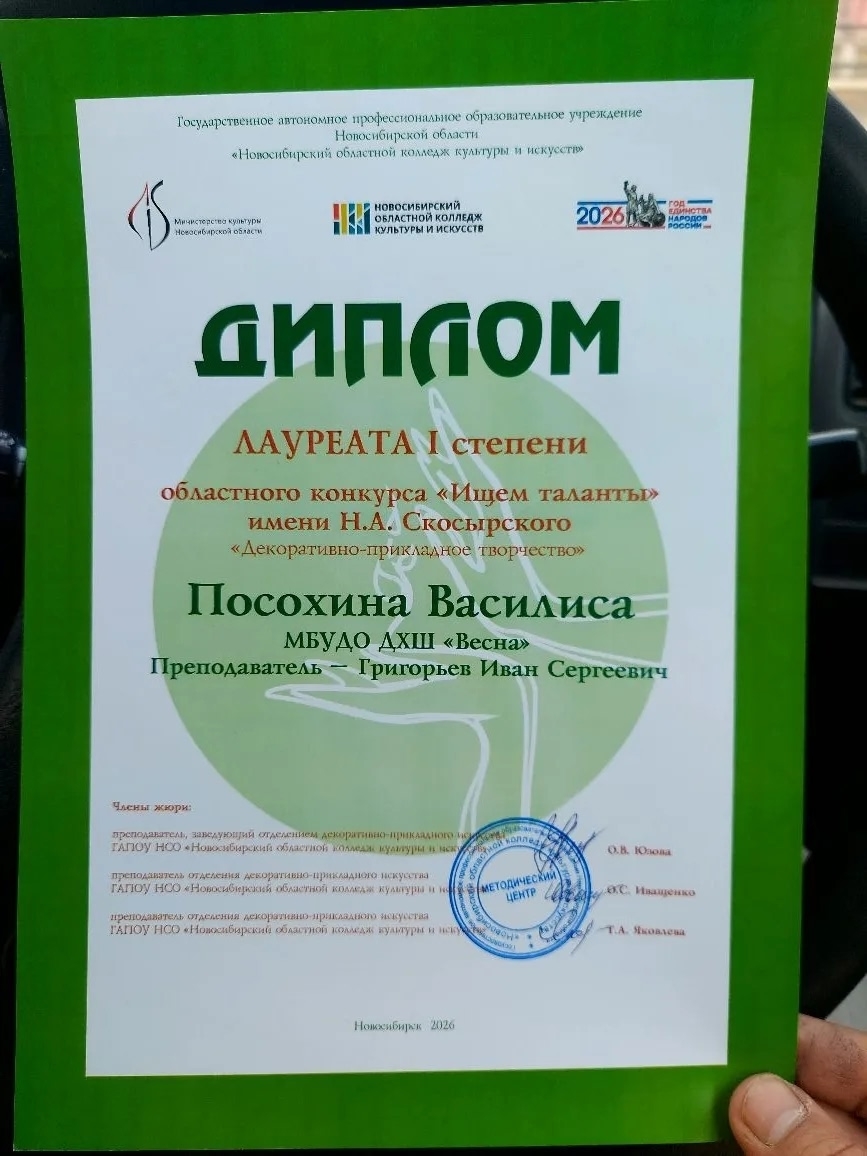 Государственное автономное профессиональное образовательное учреждение
Новосибирской области
«Новосибирский областной колледж культуры и искусств»
Министерство культуры
Новосибирской области
НОВОСИБИРСКИЙ
ОБЛАСТНОЙ КОЛЛЕДЖ
КУЛЬТУРЫ И ИСКУССТВ
2026 ГОД
ЕДИНСТВА
НАРОДОВ
РОССИИ
ДИПЛОМ
ЛАУРЕАТА I степени
областного конкурса «Ищем таланты»
имени Н.А. Скосырского
«Декоративно-прикладное творчество»
Посохина Василиса
МБУДО ДХШ «Весна»
Преподаватель – Григорьев Иван Сергеевич
Члены жюри:
преподаватель, заведующий отделением декоративно-прикладного искусства
ГАПОУ НСО «Новосибирский областной колледж культуры и искусств» О.В. Юзова
преподаватель отделения декоративно-прикладного искусства
ГАПОУ НСО «Новосибирский областной колледж культуры и искусств» О.С. Иващенко
преподаватель отделения декоративно-прикладного искусства
ГАПОУ НСО «Новосибирский областной колледж культуры и искусств» Т.А. Яковлева
МЕТОДИЧЕСКИЙ
ЦЕНТР
Новосибирск 2026